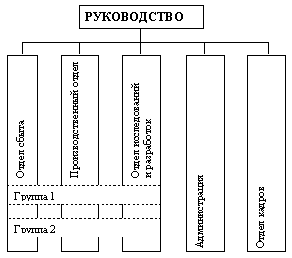 РУКОВОДСТВО
Отдел сбыта
Производственный отдел
Отдел исследований
и разработок
Администрация
Отдел кадров
Группа 1
Группа 2